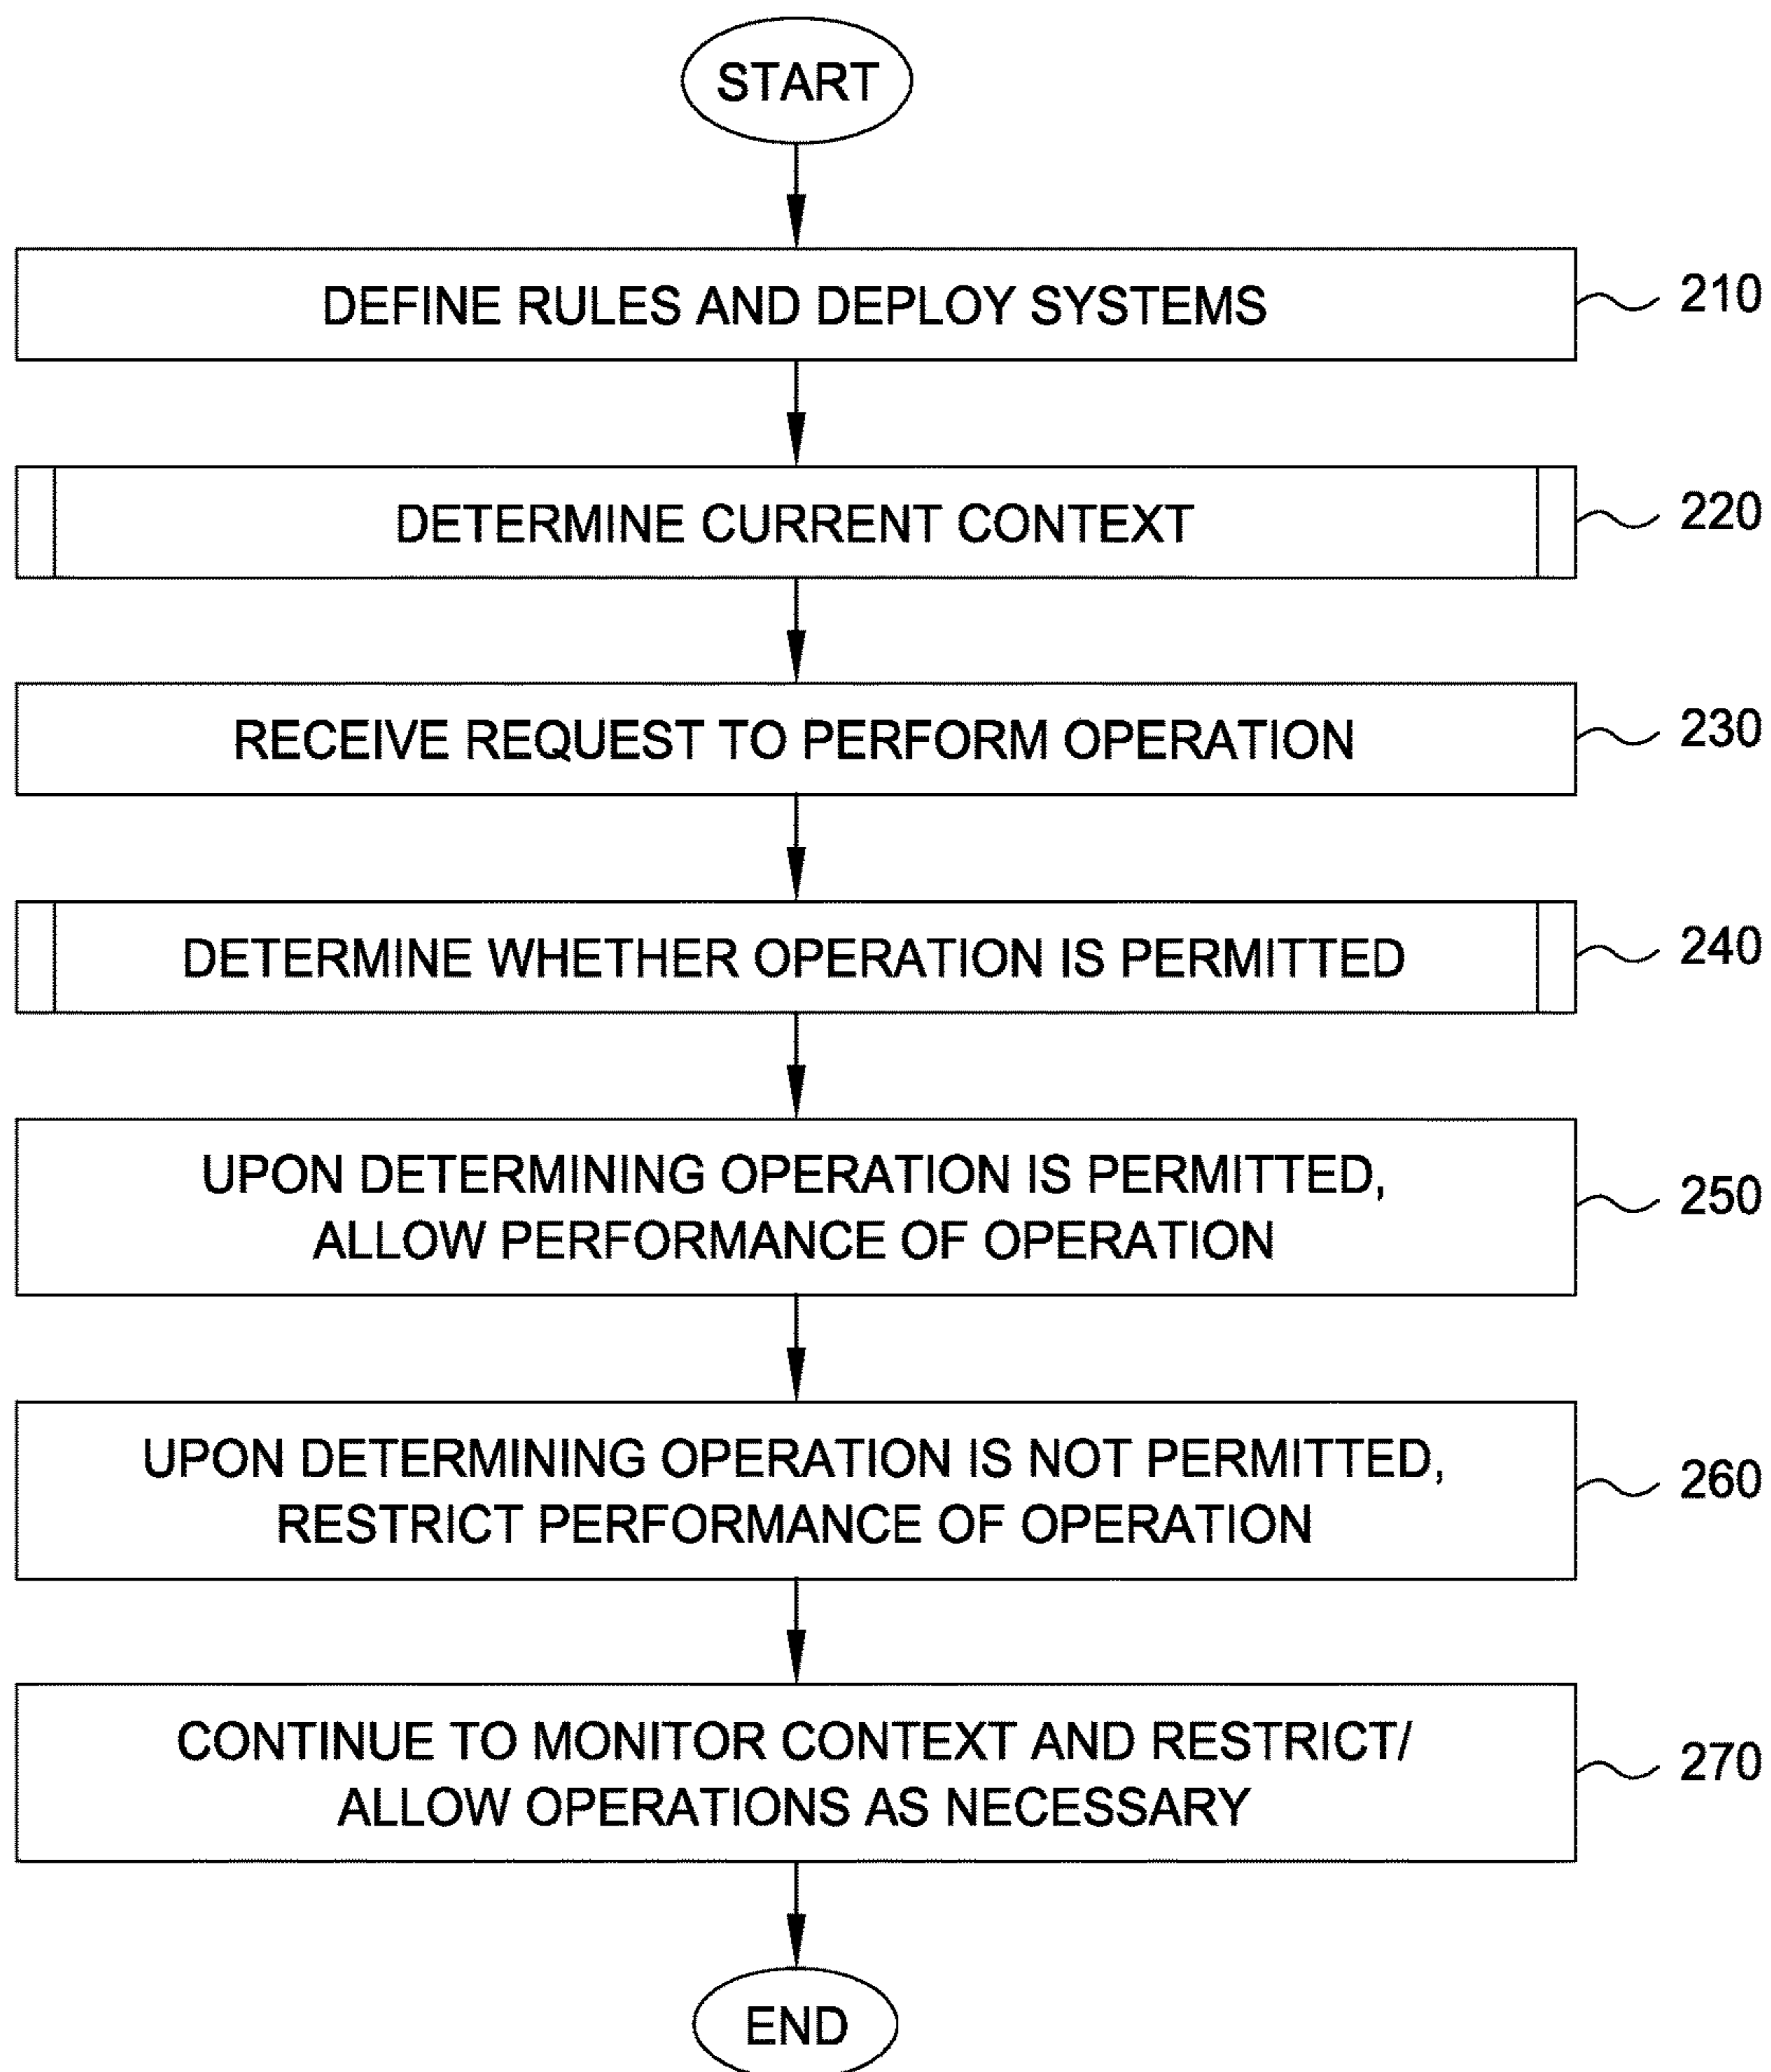 START
DEFINE RULES AND DEPLOY SYSTEMS
210
DETERMINE CURRENT CONTEXT
220
RECEIVE REQUEST TO PERFORM OPERATION
230
DETERMINE WHETHER OPERATION IS PERMITTED
240
UPON DETERMINING OPERATION IS PERMITTED,
ALLOW PERFORMANCE OF OPERATION
250
UPON DETERMINING OPERATION IS NOT PERMITTED,
RESTRICT PERFORMANCE OF OPERATION
260
CONTINUE TO MONITOR CONTEXT AND RESTRICT/
ALLOW OPERATIONS AS NECESSARY
270
END